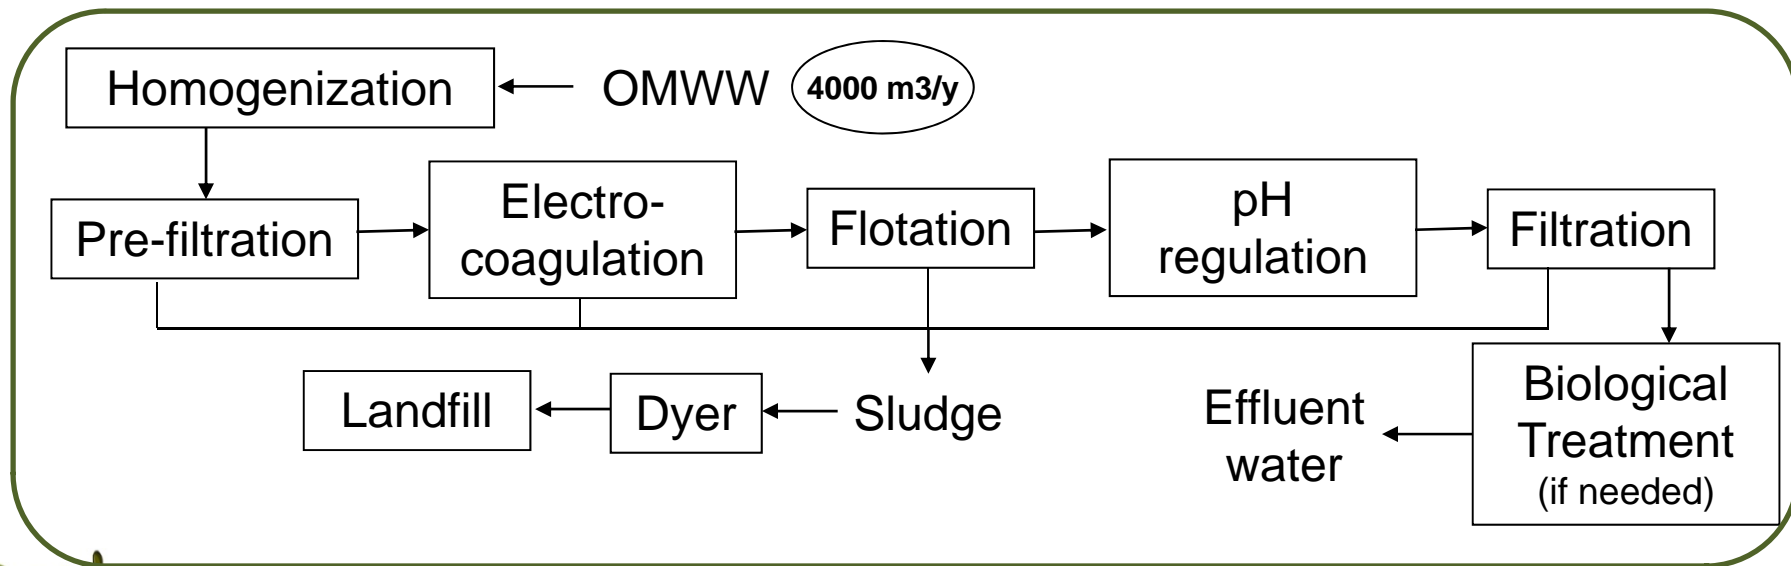 Homogenization
OMWW
4000 m3/y
Pre-filtration
Electro-
coagulation
Flotation
pH
regulation
Filtration
Landfill
Dyer
Sludge
Effluent
water
Biological
Treatment
(if needed)